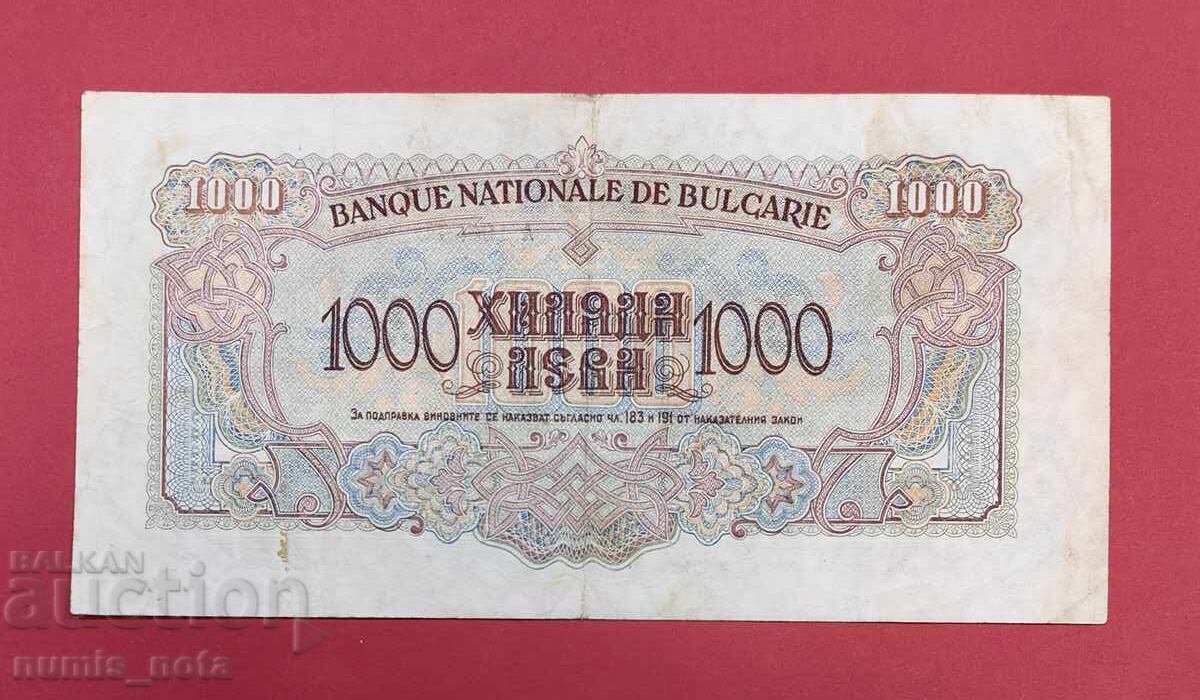 1000 1000
BANQUE NATIONALE DE BULGARIE
1000 ХИЛЯДИ 1000
ЛЕВА
ЗА ПОДПРАВКА ВИНОВНИТЕ СЕ НАКАЗВАТ СЪГЛАСНО ЧЛ. 183 И 191 ОТ НАКАЗАТЕЛНИЯ ЗАКОН
BALKAN
auction
numis_nota